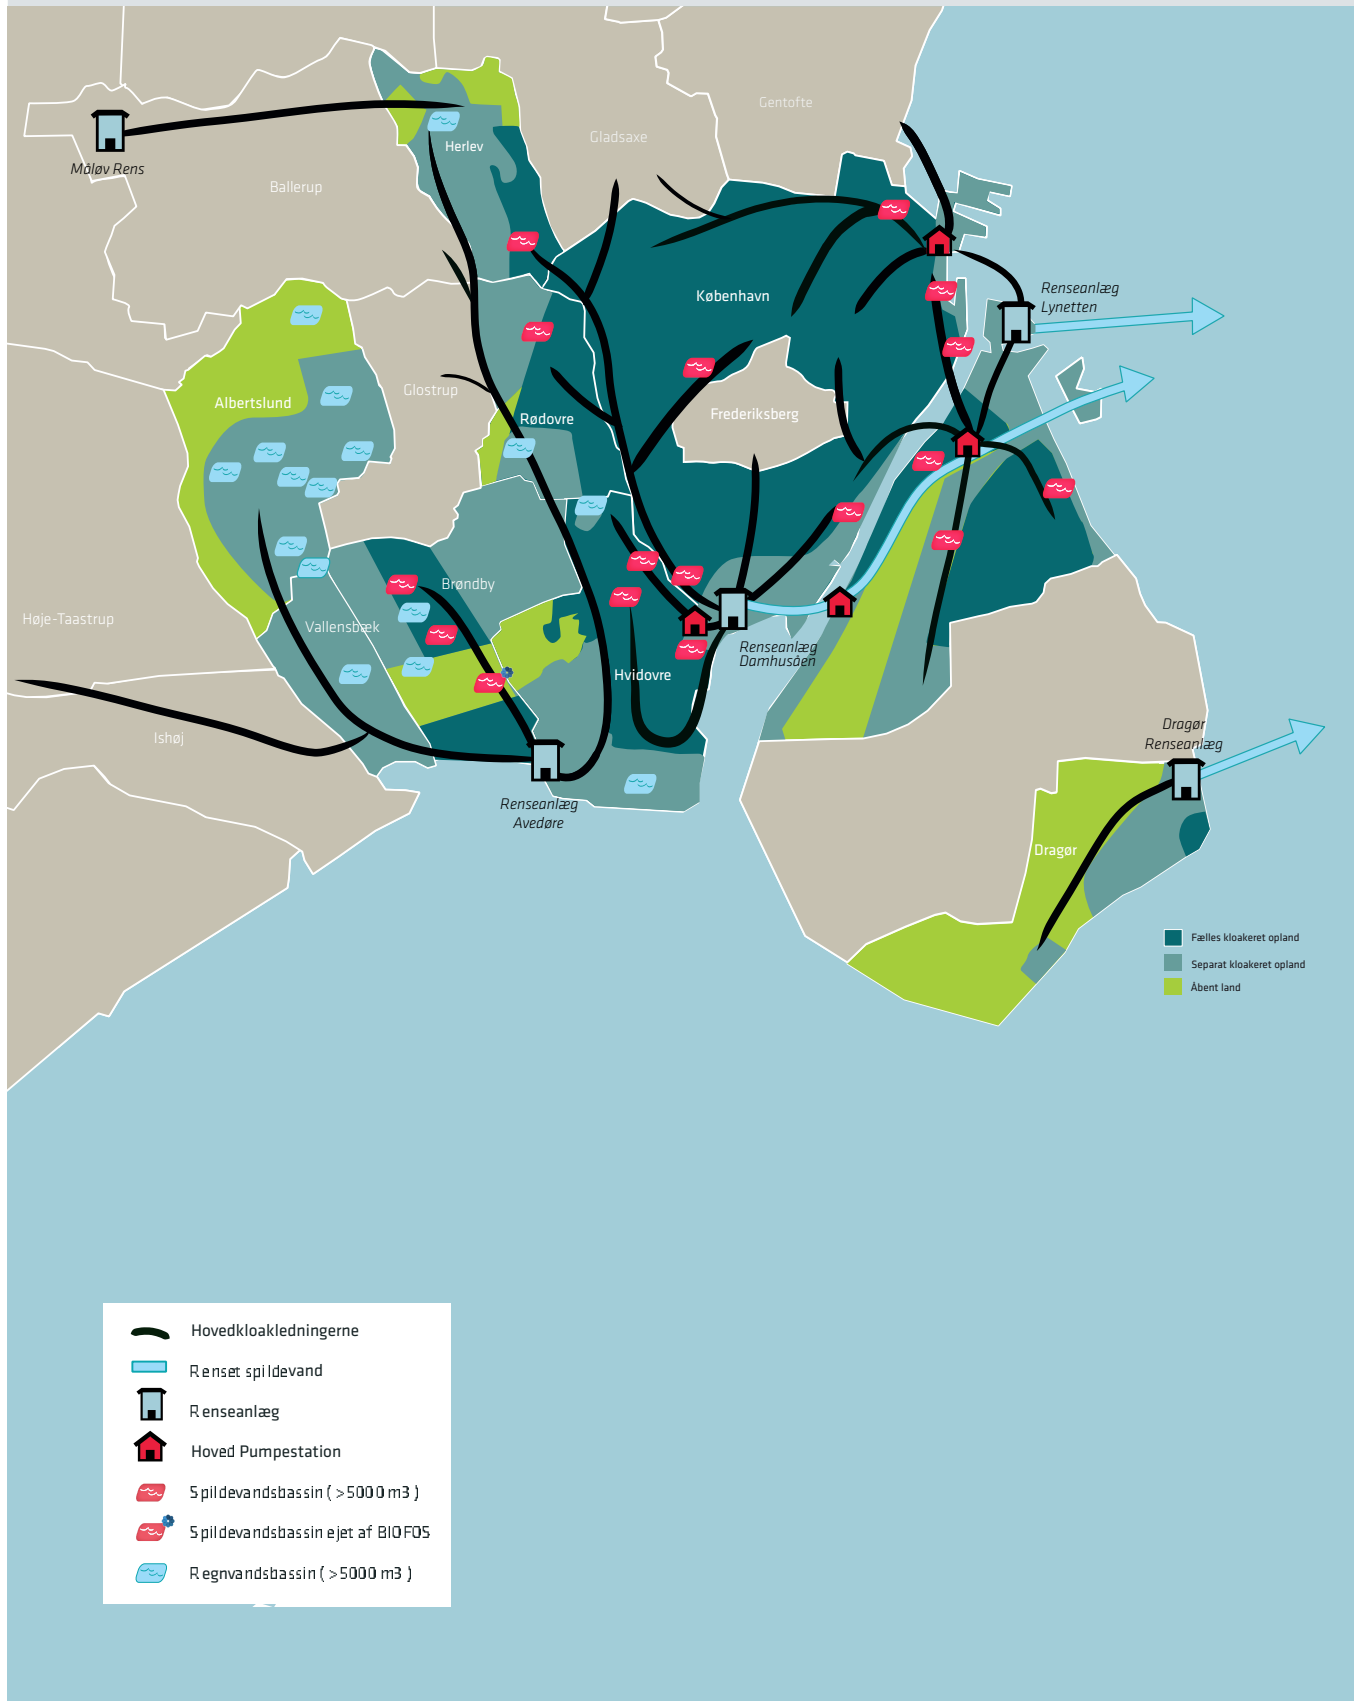 Gentofte
Gladsaxe
Herlev
Måløv Rens
Ballerup
København
Renseanlæg
Lynetten
Glostrup
Albertslund
Rødovre
Frederiksberg
Brøndby
Høje-Taastrup
Vallensbæk
Renseanlæg
Damhusåen
Hvidovre
Ishøj
Dragør
Renseanlæg
Renseanlæg
Avedøre
Dragør
Fælles kloakeret opland
Separat kloakeret opland
Åbent land
Hovedkloakledningerne
Renset spildevand
Renseanlæg
Hoved Pumpestation
Spildevandsbassin ( >5000 m3 )
Spildevandsbassin ejet af BIOFOS
Regnvandsbassin ( >5000 m3 )